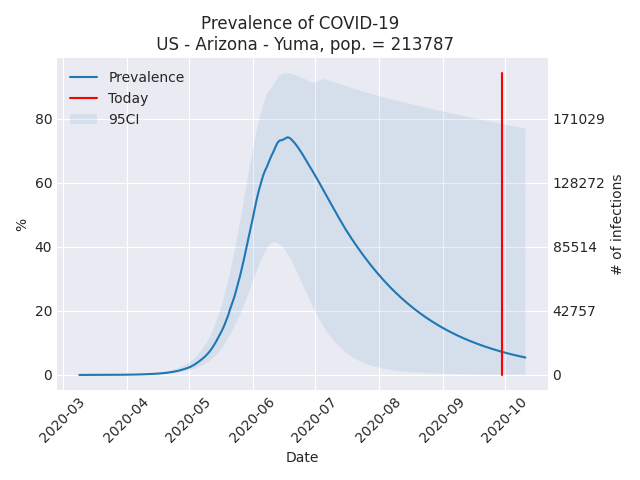 Prevalence of COVID-19
US - Arizona - Yuma, pop. = 213787
Prevalence
Today
95CI
80
60
40
20
0
%
171029
128272
85514
42757
0
# of infections
2020-03
2020-04
2020-05
2020-06
2020-07
2020-08
2020-09
2020-10
Date